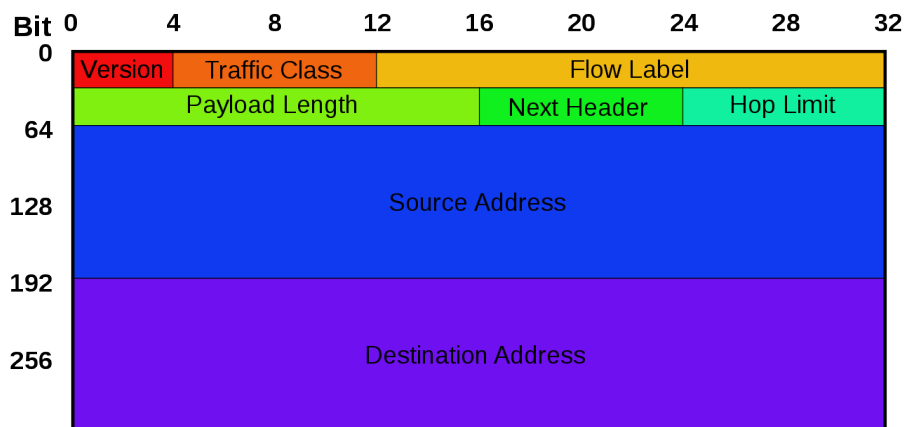 Bit 0 4 8 12 16 20 24 28 32
0
Version Traffic Class Flow Label
Payload Length Next Header Hop Limit
64
Source Address
128
192
Destination Address
256